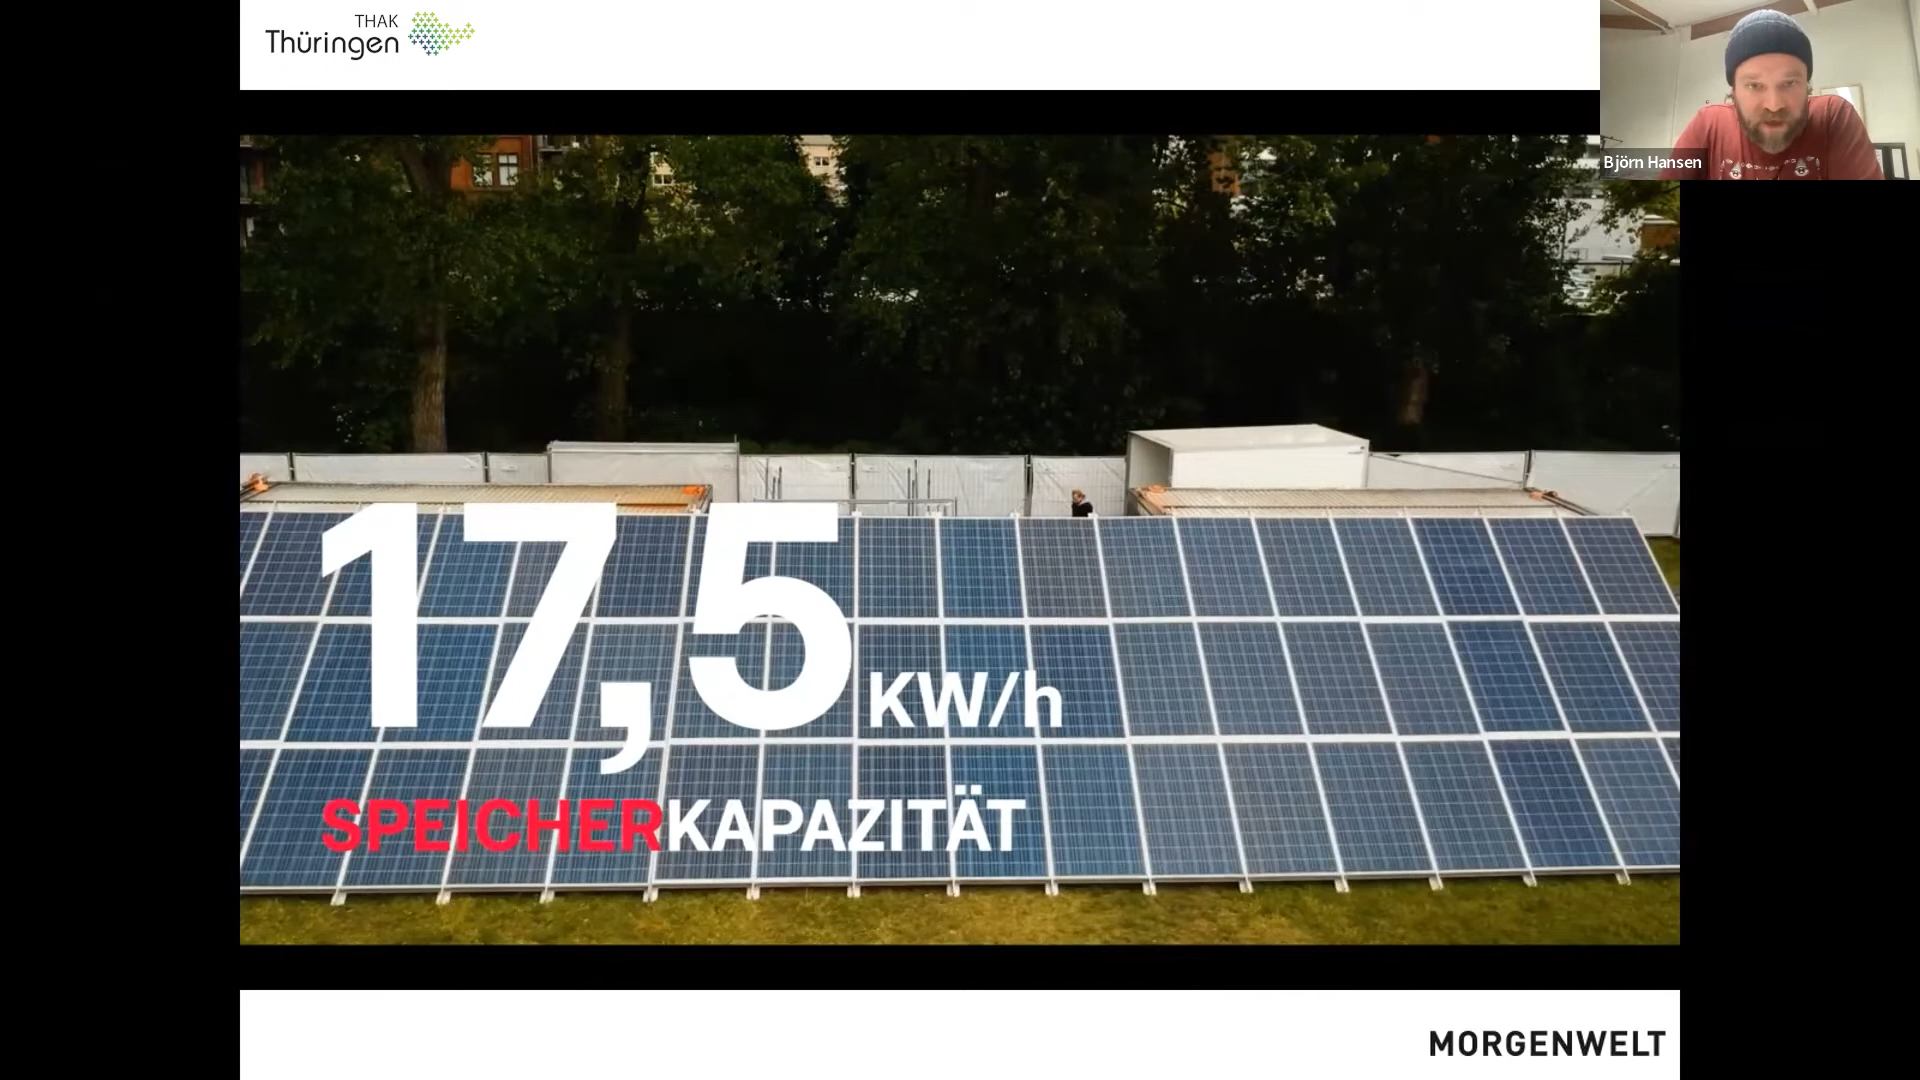 THAK
Thüringen
Björn Hansen
17,5 KW/h
SPEICHERKAPAZITÄT
MORGENWELT